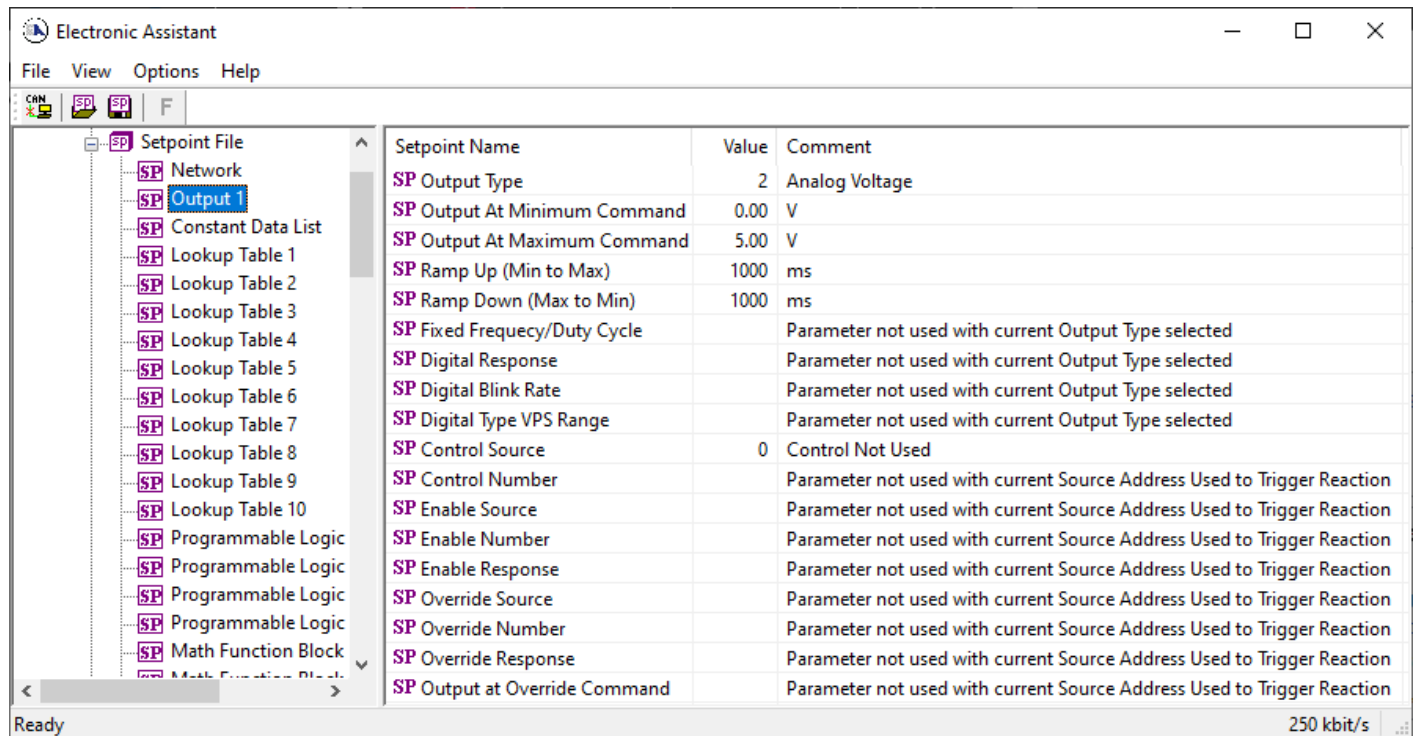 Electronic Assistant
File View Options Help
CAN SP SP F
Setpoint File
Network
Output 1
Constant Data List
Lookup Table 1
Lookup Table 2
Lookup Table 3
Lookup Table 4
Lookup Table 5
Lookup Table 6
Lookup Table 7
Lookup Table 8
Lookup Table 9
Lookup Table 10
Programmable Logic
Programmable Logic
Programmable Logic
Programmable Logic
Math Function Block
Math Function Block
Setpoint Name Value Comment
SP Output Type 2 Analog Voltage
SP Output At Minimum Command 0.00 V
SP Output At Maximum Command 5.00 V
SP Ramp Up (Min to Max) 1000 ms
SP Ramp Down (Max to Min) 1000 ms
SP Fixed Frequecy/Duty Cycle Parameter not used with current Output Type selected
SP Digital Response Parameter not used with current Output Type selected
SP Digital Blink Rate Parameter not used with current Output Type selected
SP Digital Type VPS Range Parameter not used with current Output Type selected
SP Control Source 0 Control Not Used
SP Control Number Parameter not used with current Source Address Used to Trigger Reaction
SP Enable Source Parameter not used with current Source Address Used to Trigger Reaction
SP Enable Number Parameter not used with current Source Address Used to Trigger Reaction
SP Enable Response Parameter not used with current Source Address Used to Trigger Reaction
SP Override Source Parameter not used with current Source Address Used to Trigger Reaction
SP Override Number Parameter not used with current Source Address Used to Trigger Reaction
SP Override Response Parameter not used with current Source Address Used to Trigger Reaction
SP Output at Override Command Parameter not used with current Source Address Used to Trigger Reaction
Ready 250 kbit/s